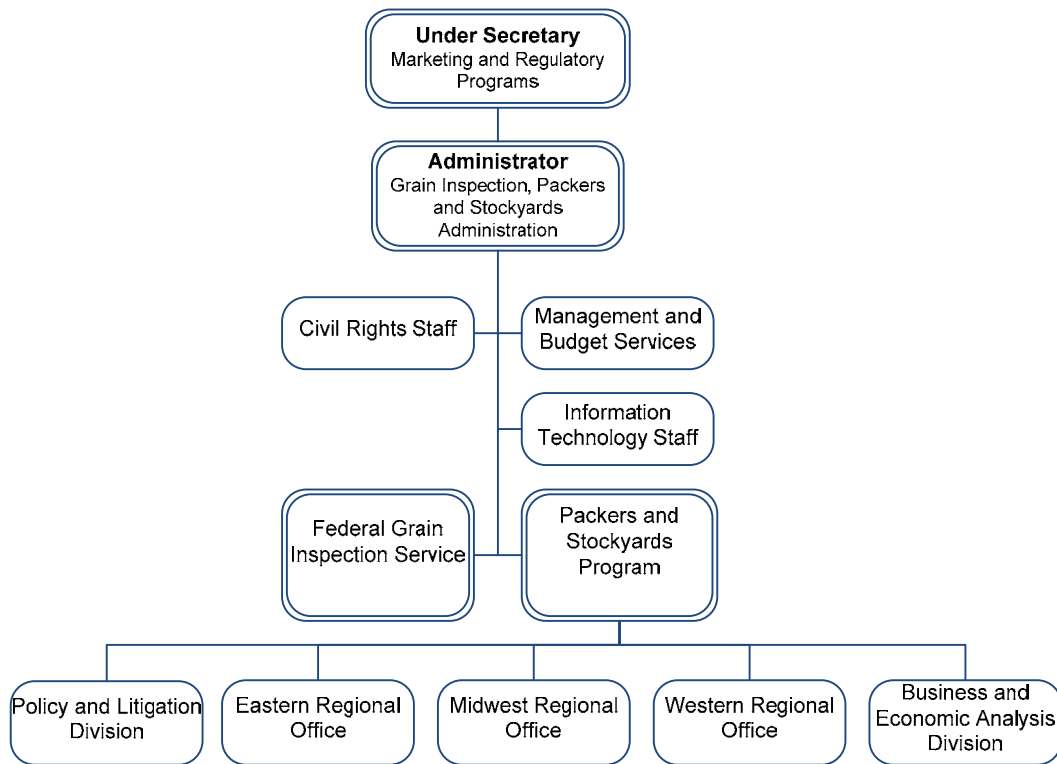 Under Secretary
Marketing and Regulatory
Programs
Administrator
Grain Inspection, Packers
and Stockyards
Administration
Civil Rights Staff
Management and
Budget Services
Information
Technology Staff
Federal Grain
Inspection Service
Packers and
Stockyards
Program
Policy and Litigation
Division
Eastern Regional
Office
Midwest Regional
Office
Western Regional
Office
Business and
Economic Analysis
Division